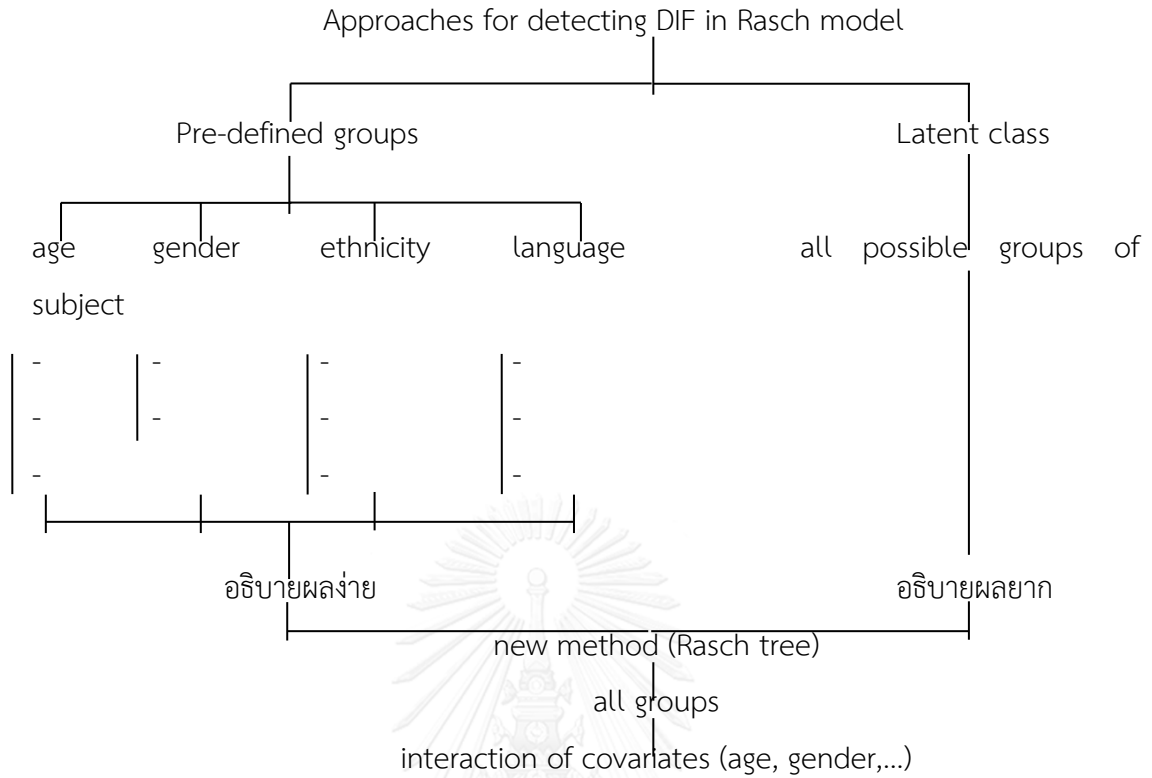 Approaches for detecting DIF in Rasch model
Pre-defined groups Latent class
age gender ethnicity language all possible groups of
subject
- - - -
- - - -
- - -
อธิบายผลง่าย อธิบายผลยาก
new method (Rasch tree)
all groups
interaction of covariates (age, gender,...)